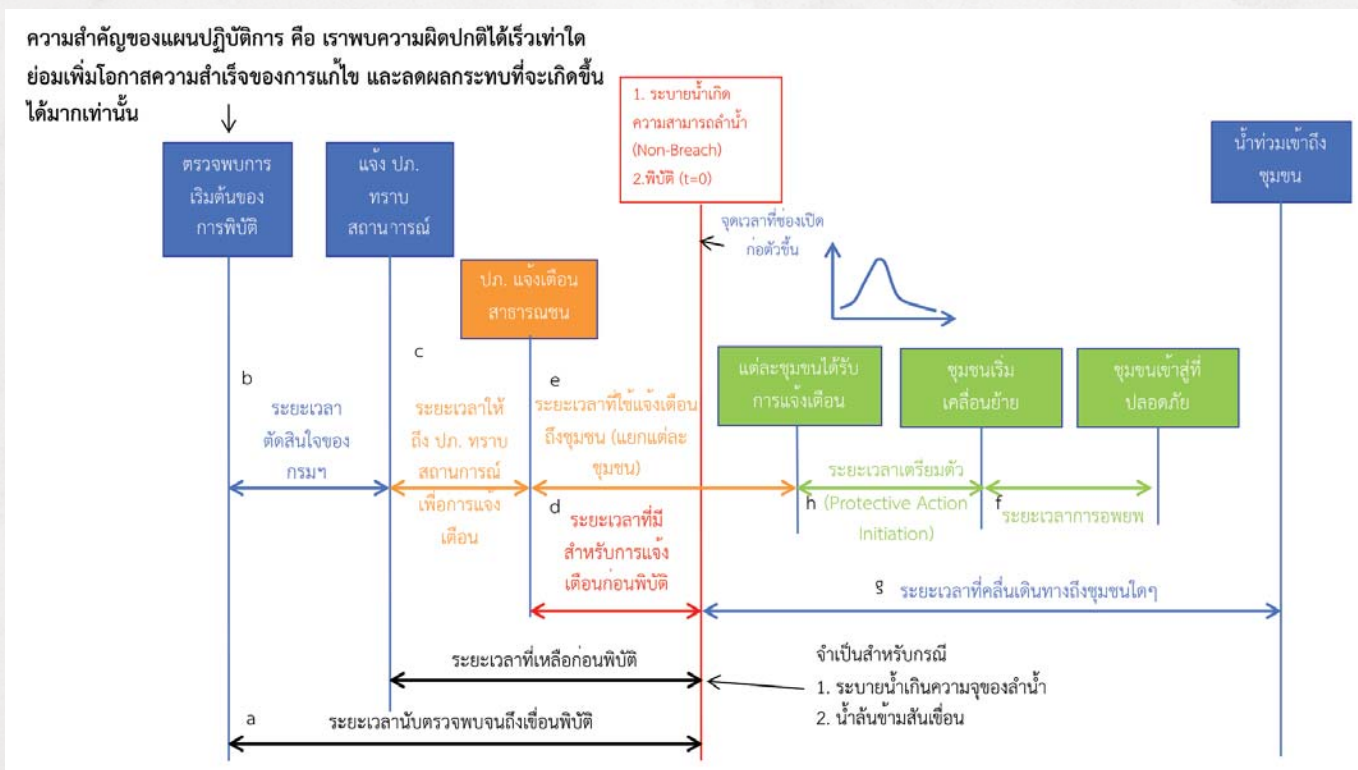 ความสำคัญของแผนปฏิบัติการ คือ เราพบความผิดปกติได้เร็วเท่าใด
ย่อมเพิ่มโอกาสความสำเร็จของการแก้ไข และลดผลกระทบที่จะเกิดขึ้น
ได้มากเท่านั้น
1. ระบายน้ำเกิด
ความสามารถลำน้ำ
(Non-Breach)
2.พิบัติ (t=0)
ตรวจพบการ
เริ่มต้นของ
การพิบัติ
แจ้ง ปภ.
ทราบ
สถานการณ์
น้ำท่วมเข้าถึง
ชุมชน
จุดเวลาที่ช่องเปิด
ก่อตัวขึ้น
ปภ. แจ้งเตือน
สาธารณชน
แต่ละชุมชนได้รับ
การแจ้งเตือน
ชุมชนเริ่ม
เคลื่อนย้าย
ชุมชนเข้าสู่ที่
ปลอดภัย
b
ระยะเวลา
ตัดสินใจของ
กรมฯ
c
ระยะเวลาให้
ถึง ปภ. ทราบ
สถานการณ์
เพื่อการแจ้ง
เตือน
e
ระยะเวลาที่ใช้แจ้งเตือน
ถึงชุมชน (แยกแต่ละ
ชุมชน)
d
ระยะเวลาที่มี
สำหรับการแจ้ง
เตือนก่อนพิบัติ
h
ระยะเวลาเตรียมตัว
(Protective Action
Initiation)
f
ระยะเวลาการอพยพ
g
ระยะเวลาที่คลื่นเดินทางถึงชุมชนใดๆ
ระยะเวลาที่เหลือก่อนพิบัติ
จำเป็นสำหรับกรณี
1. ระบายน้ำเกินความจุของลำน้ำ
2. น้ำล้นข้ามสันเขื่อน
a
ระยะเวลานับตรวจพบจนถึงเขื่อนพิบัติ